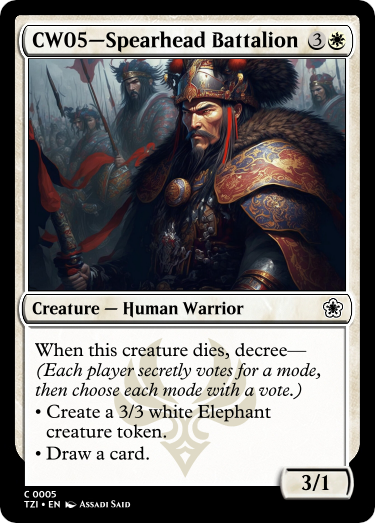 CW05—Spearhead Battalion 3
Creature — Human Warrior
When this creature dies, decree—
(Each player secretly votes for a mode,
then choose each mode with a vote.)
• Create a 3/3 white Elephant
creature token.
• Draw a card.
3/1
C 0005
TZI • EN Assadi Said